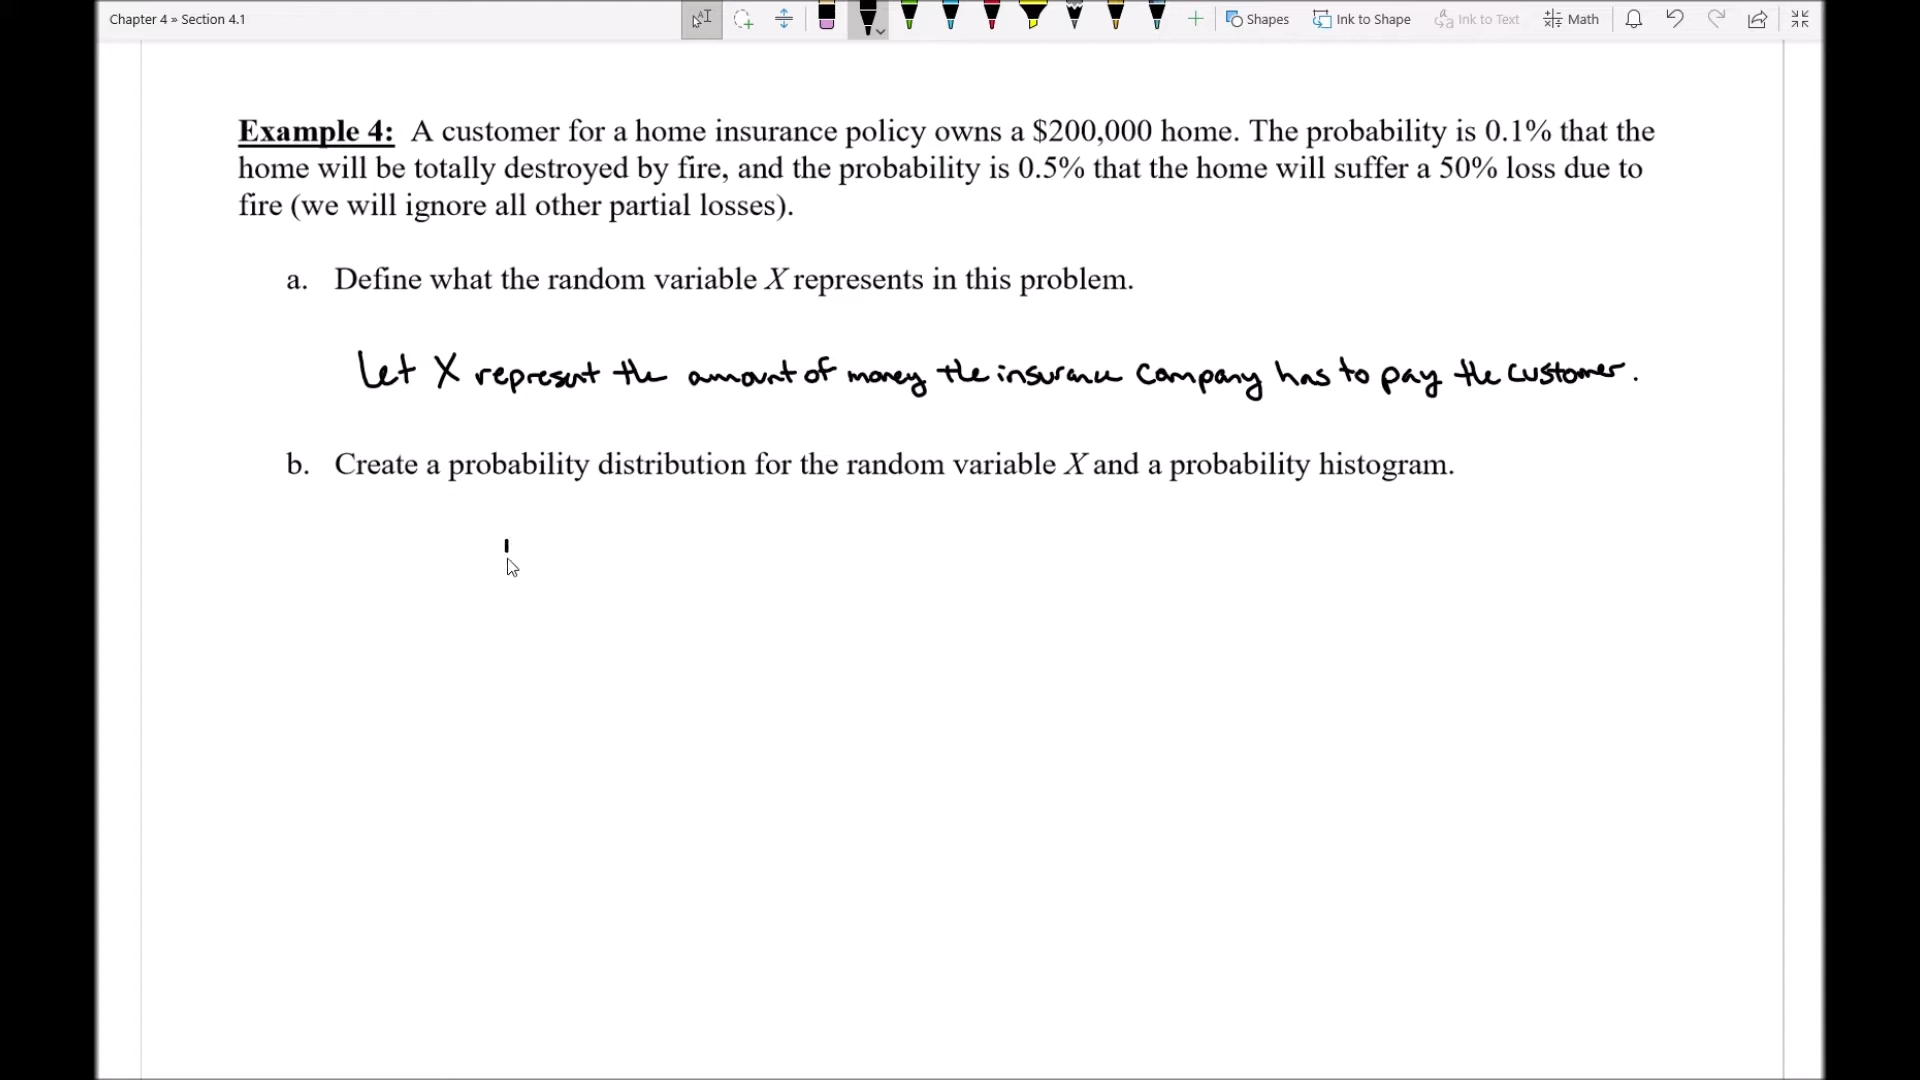 Chapter 4 » Section 4.1
Shapes
Ink to Shape
Ink to Text
Math
Example 4: A customer for a home insurance policy owns a $200,000 home. The probability is 0.1% that the
home will be totally destroyed by fire, and the probability is 0.5% that the home will suffer a 50% loss due to
fire (we will ignore all other partial losses).
a. Define what the random variable X represents in this problem.
Let X represent the amount of money the insurance company has to pay the customer.
b. Create a probability distribution for the random variable X and a probability histogram.